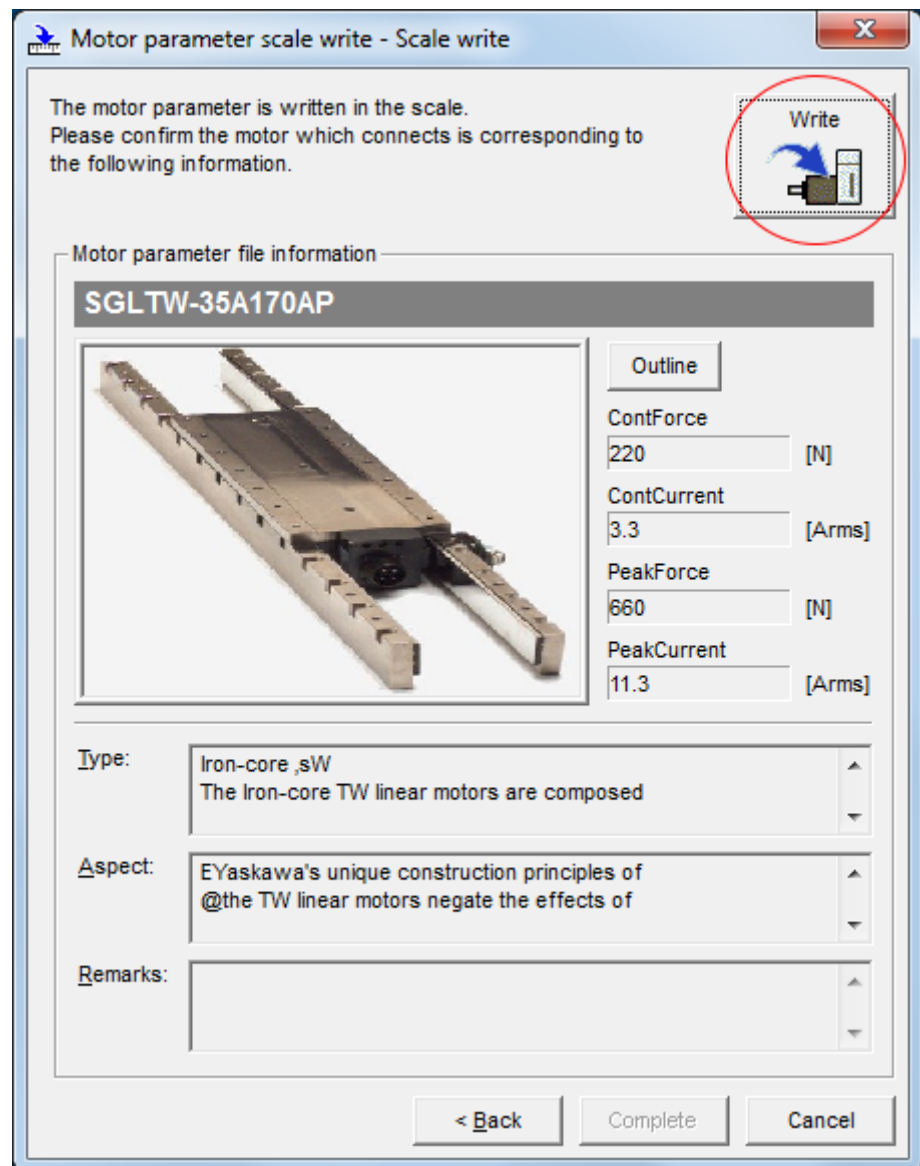 Motor parameter scale write - Scale write
The motor parameter is written in the scale.
Please confirm the motor which connects is corresponding to
the following information.
Write
Motor parameter file information
SGLTW-35A170AP
Outline
ContForce
220 [N]
ContCurrent
3.3 [Arms]
PeakForce
660 [N]
PeakCurrent
11.3 [Arms]
Type:
Iron-core ,sW
The Iron-core TW linear motors are composed
Aspect:
EYaskawa's unique construction principles of
@the TW linear motors negate the effects of
Remarks:
< Back
Complete
Cancel